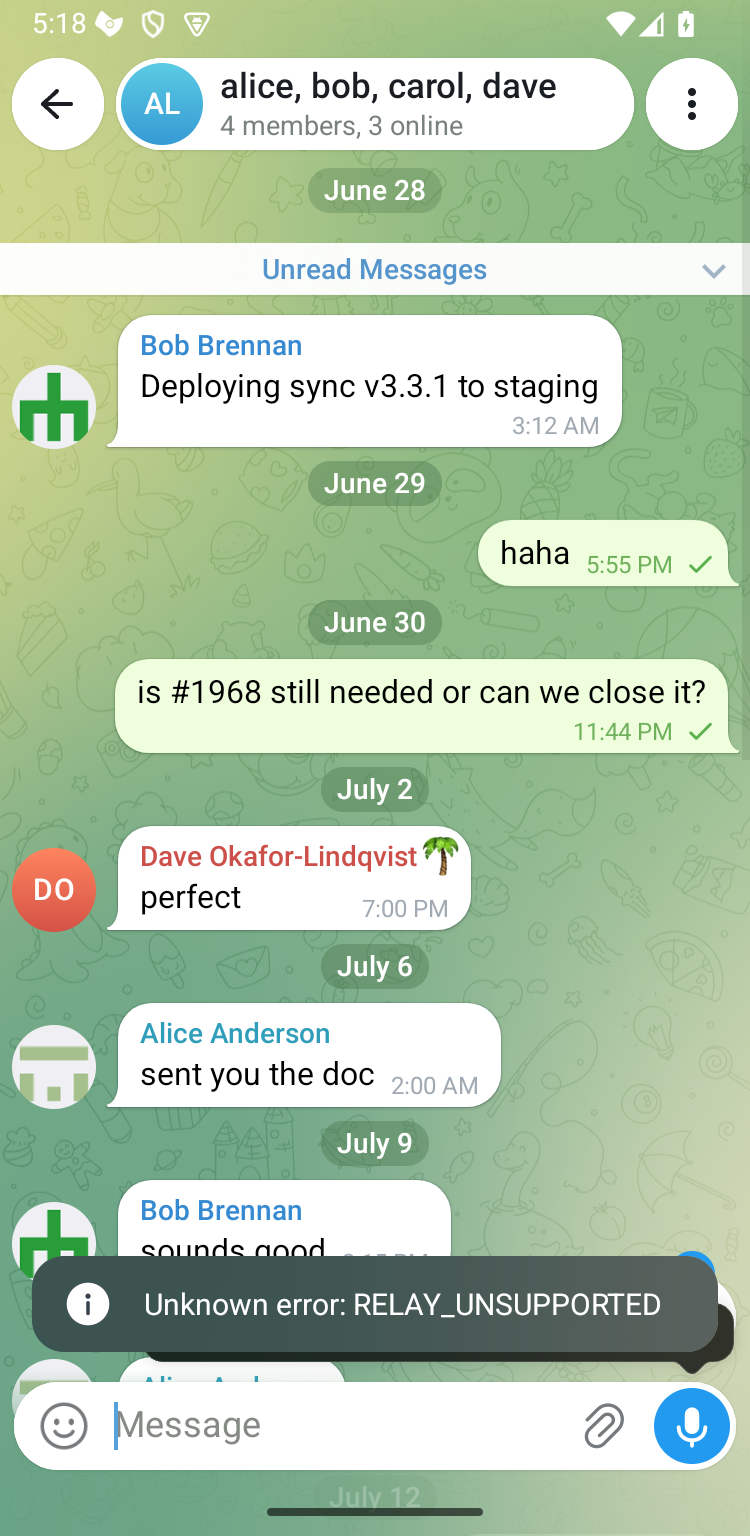 5:18
AL
alice, bob, carol, dave
4 members, 3 online
June 28
Unread Messages
Bob Brennan
Deploying sync v3.3.1 to staging
3:12 AM
June 29
haha 5:55 PM
June 30
is #1968 still needed or can we close it?
11:44 PM
July 2
DO
Dave Okafor-Lindqvist
perfect 7:00 PM
July 6
Alice Anderson
sent you the doc 2:00 AM
July 9
Bob Brennan
sounds good
Unknown error: RELAY_UNSUPPORTED
Message
July 12